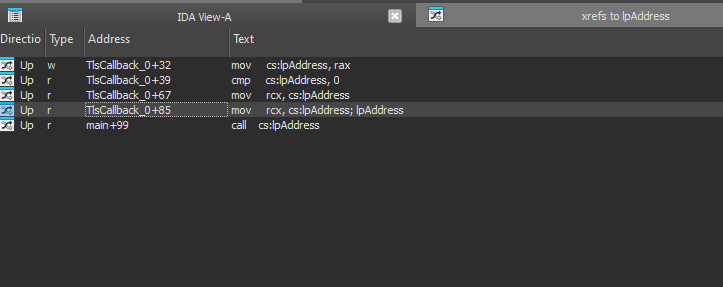 IDA View-A xrefs to lpAddress
Directio Type Address Text
Up w TlsCallback_0+32 mov cs:lpAddress, rax
Up r TlsCallback_0+39 cmp cs:lpAddress, 0
Up r TlsCallback_0+67 mov rcx, cs:lpAddress
Up r TlsCallback_0+85 mov rcx, cs:lpAddress; lpAddress
Up r main+99 call cs:lpAddress